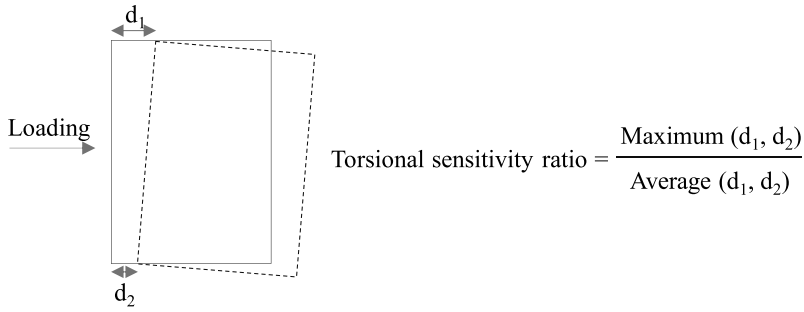 d₁
Loading
Torsional sensitivity ratio = Maximum (d₁, d₂)
Average (d₁, d₂)
d₂